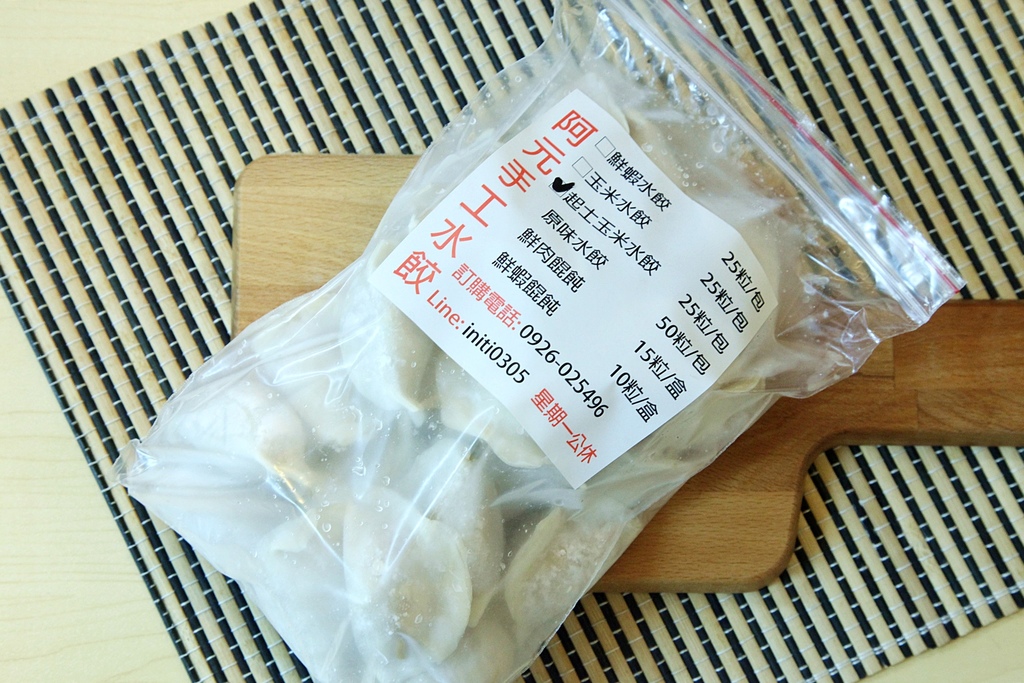 阿元手工水餃
□鮮蝦水餃 25粒/包
□玉米水餃 25粒/包
☑起士玉米水餃 25粒/包
原味水餃 50粒/包
鮮肉餛飩 15粒/盒
鮮蝦餛飩 10粒/盒
訂購電話: 0926-025496
Line: initi0305 星期一公休